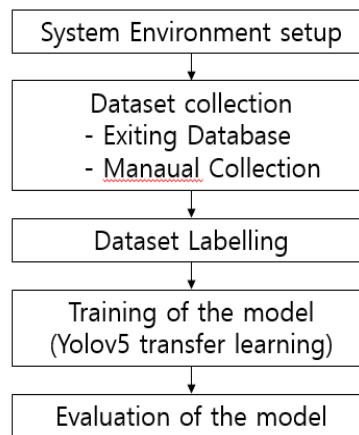 System Environment setup
Dataset collection
- Exiting Database
- Manaual Collection
Dataset Labelling
Training of the model
(Yolov5 transfer learning)
Evaluation of the model